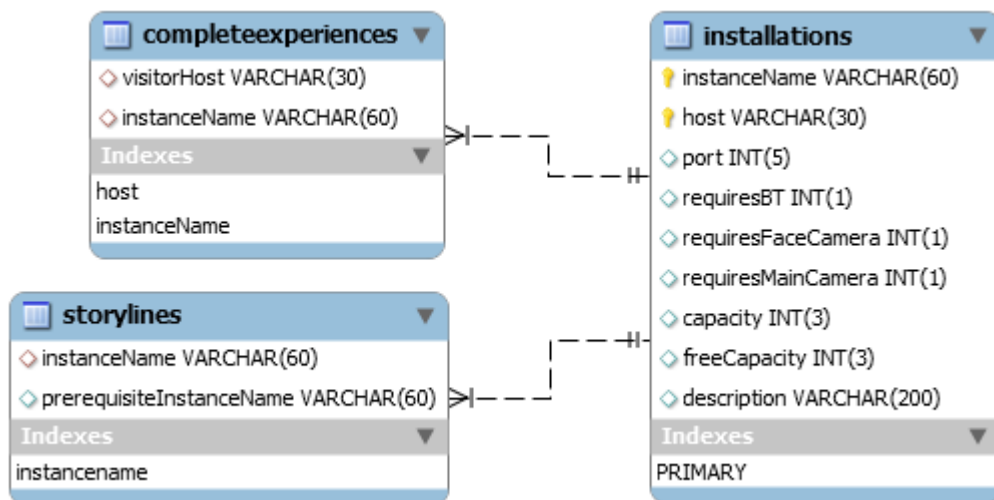 completeexperiences
visitorHost VARCHAR(30)
instanceName VARCHAR(60)
Indexes
host
instanceName
storylines
instanceName VARCHAR(60)
prerequisiteInstanceName VARCHAR(60)
Indexes
instancename
installations
instanceName VARCHAR(60)
host VARCHAR(30)
port INT(5)
requiresBT INT(1)
requiresFaceCamera INT(1)
requiresMainCamera INT(1)
capacity INT(3)
freeCapacity INT(3)
description VARCHAR(200)
Indexes
PRIMARY